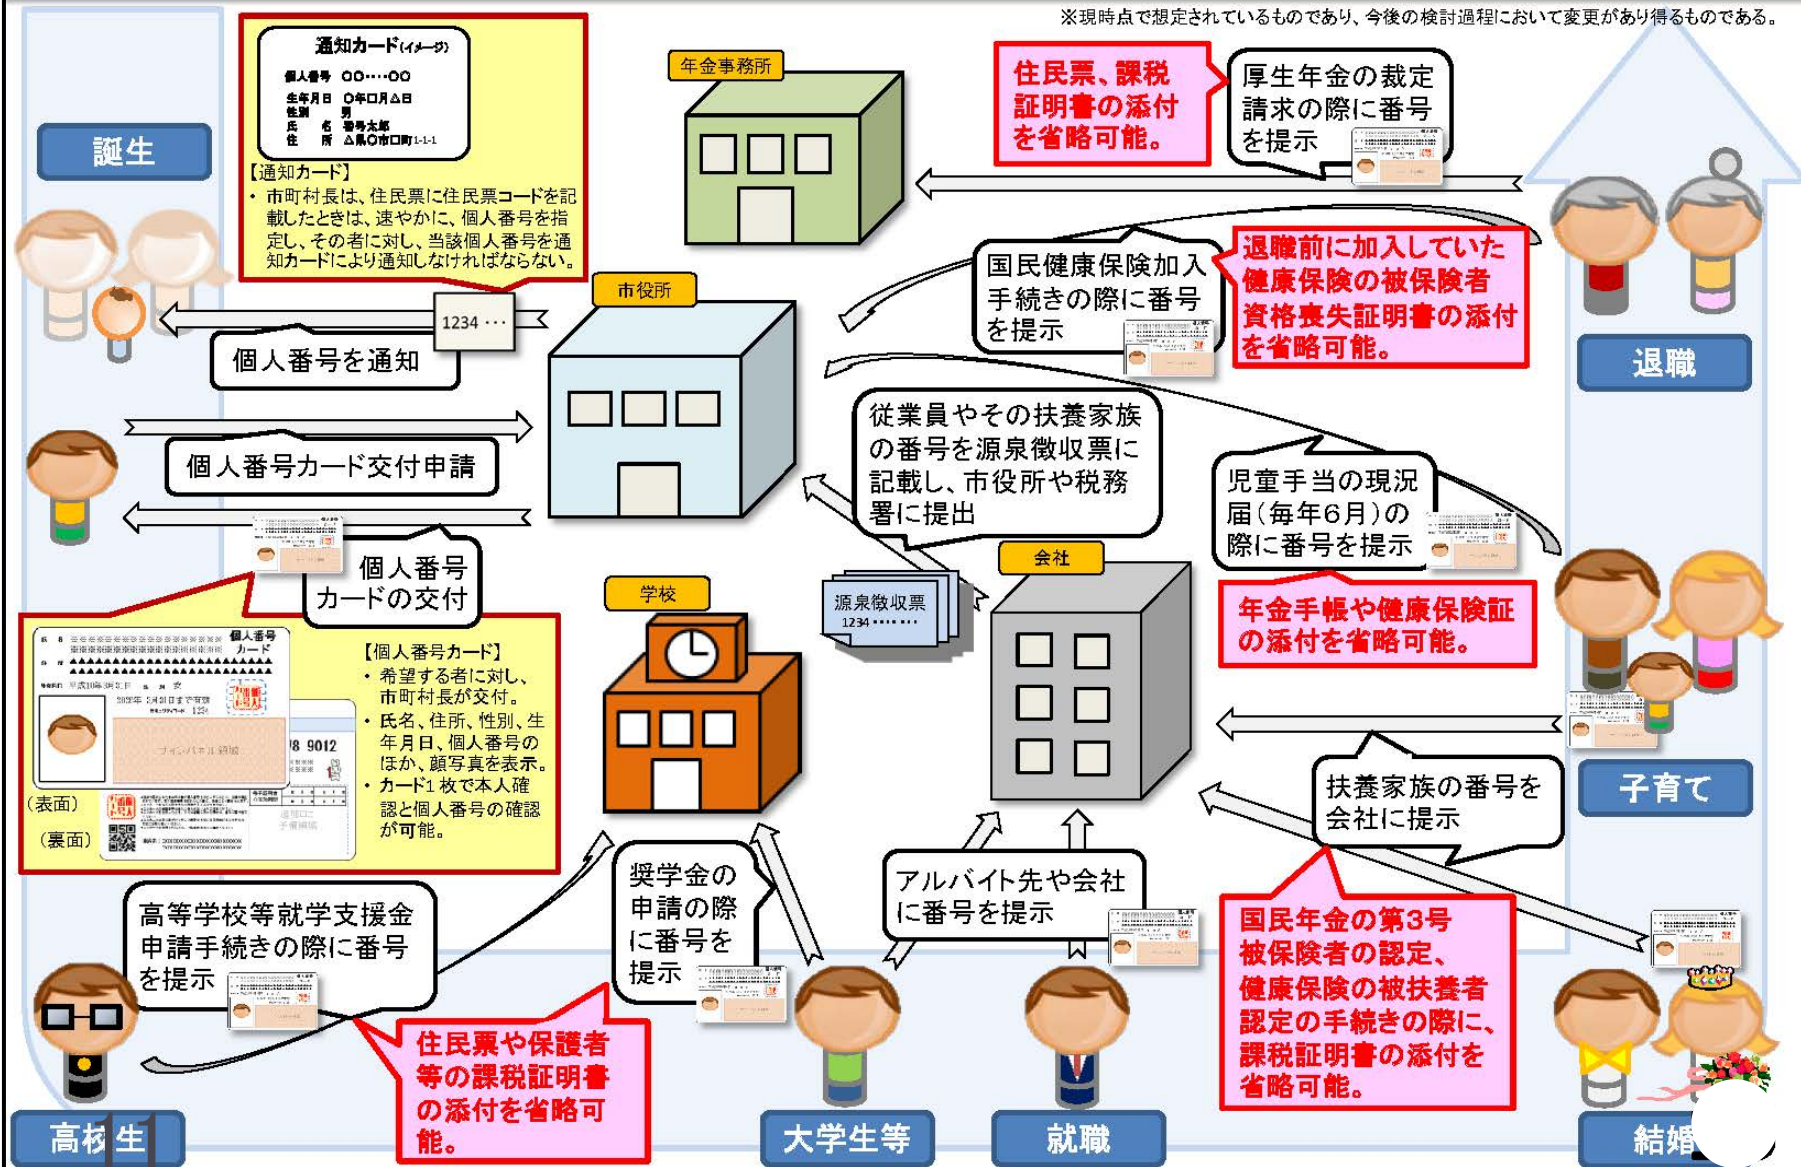 ※現時点で想定されているものであり、今後の検討過程において変更があり得るものである。
通知カード(イメージ)
個人番号 〇〇‥‥〇〇
生年月日 〇年口月△日
性別 男
氏 名 番号太郎
住 所 △県〇市口町1-1-1
【通知カード】
・ 市町村長は、住民票に住民票コードを記
載したときは、速やかに、個人番号を指
定し、その者に対し、当該個人番号を通
知カードにより通知しなければならない。
誕生
年金事務所
住民票、課税
証明書の添付
を省略可能。
厚生年金の裁定
請求の際に番号
を提示
国民健康保険加入
手続きの際に番号
を提示
退職前に加入していた
健康保険の被保険者
資格喪失証明書の添付
を省略可能。
退職
市役所
1234 …
個人番号を通知
個人番号カード交付申請
個人番号
カードの交付
従業員やその扶養家族
の番号を源泉徴収票に
記載し、市役所や税務
署に提出
児童手当の現況
届(毎年6月)の
際に番号を提示
年金手帳や健康保険証
の添付を省略可能。
学校
会社
源泉徴収票
1234 ‥‥ ‥
個人番号
カード
サインパネル領域
9012
(表面)
(裏面)
【個人番号カード】
・ 希望する者に対し、
市町村長が交付。
・ 氏名、住所、性別、生
年月日、個人番号の
ほか、顔写真を表示。
・ カード1枚で本人確
認と個人番号の確認
が可能。
扶養家族の番号を
会社に提示
子育て
高等学校等就学支援金
申請手続きの際に番号
を提示
住民票や保護者
等の課税証明書
の添付を省略可
能。
奨学金の
申請の際
に番号を
提示
アルバイト先や会社
に番号を提示
国民年金の第3号
被保険者の認定、
健康保険の被扶養者
認定の手続きの際に、
課税証明書の添付を
省略可能。
高校生
11
大学生等
就職
結婚